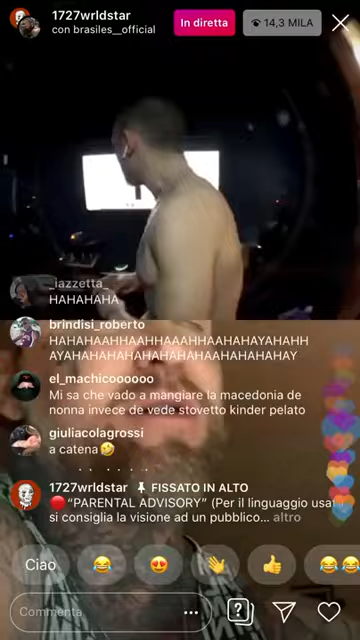 1727wrldstar
con brasiles__official
In diretta
14,3 MILA
_iazzetta_
HAHAHAHA
brindisi_roberto
HAHAHAAHHAAHHAAAHHAAHAHAYAHAHH
AYAHAHAHAHAHAHAHAHAAHAHAHAHAY
el_machicoooooo
Mi sa che vado a mangiare la macedonia de
nonna invece de vede stovetto kinder pelato
giuliacolagrossi
a catena🤣
1727wrldstar 📌 FISSATO IN ALTO
🔴“PARENTAL ADVISORY” (Per il linguaggio usat
si consiglia la visione ad un pubblico... altro
Ciao 😂 😍 👋 👍 😂😂
Commenta